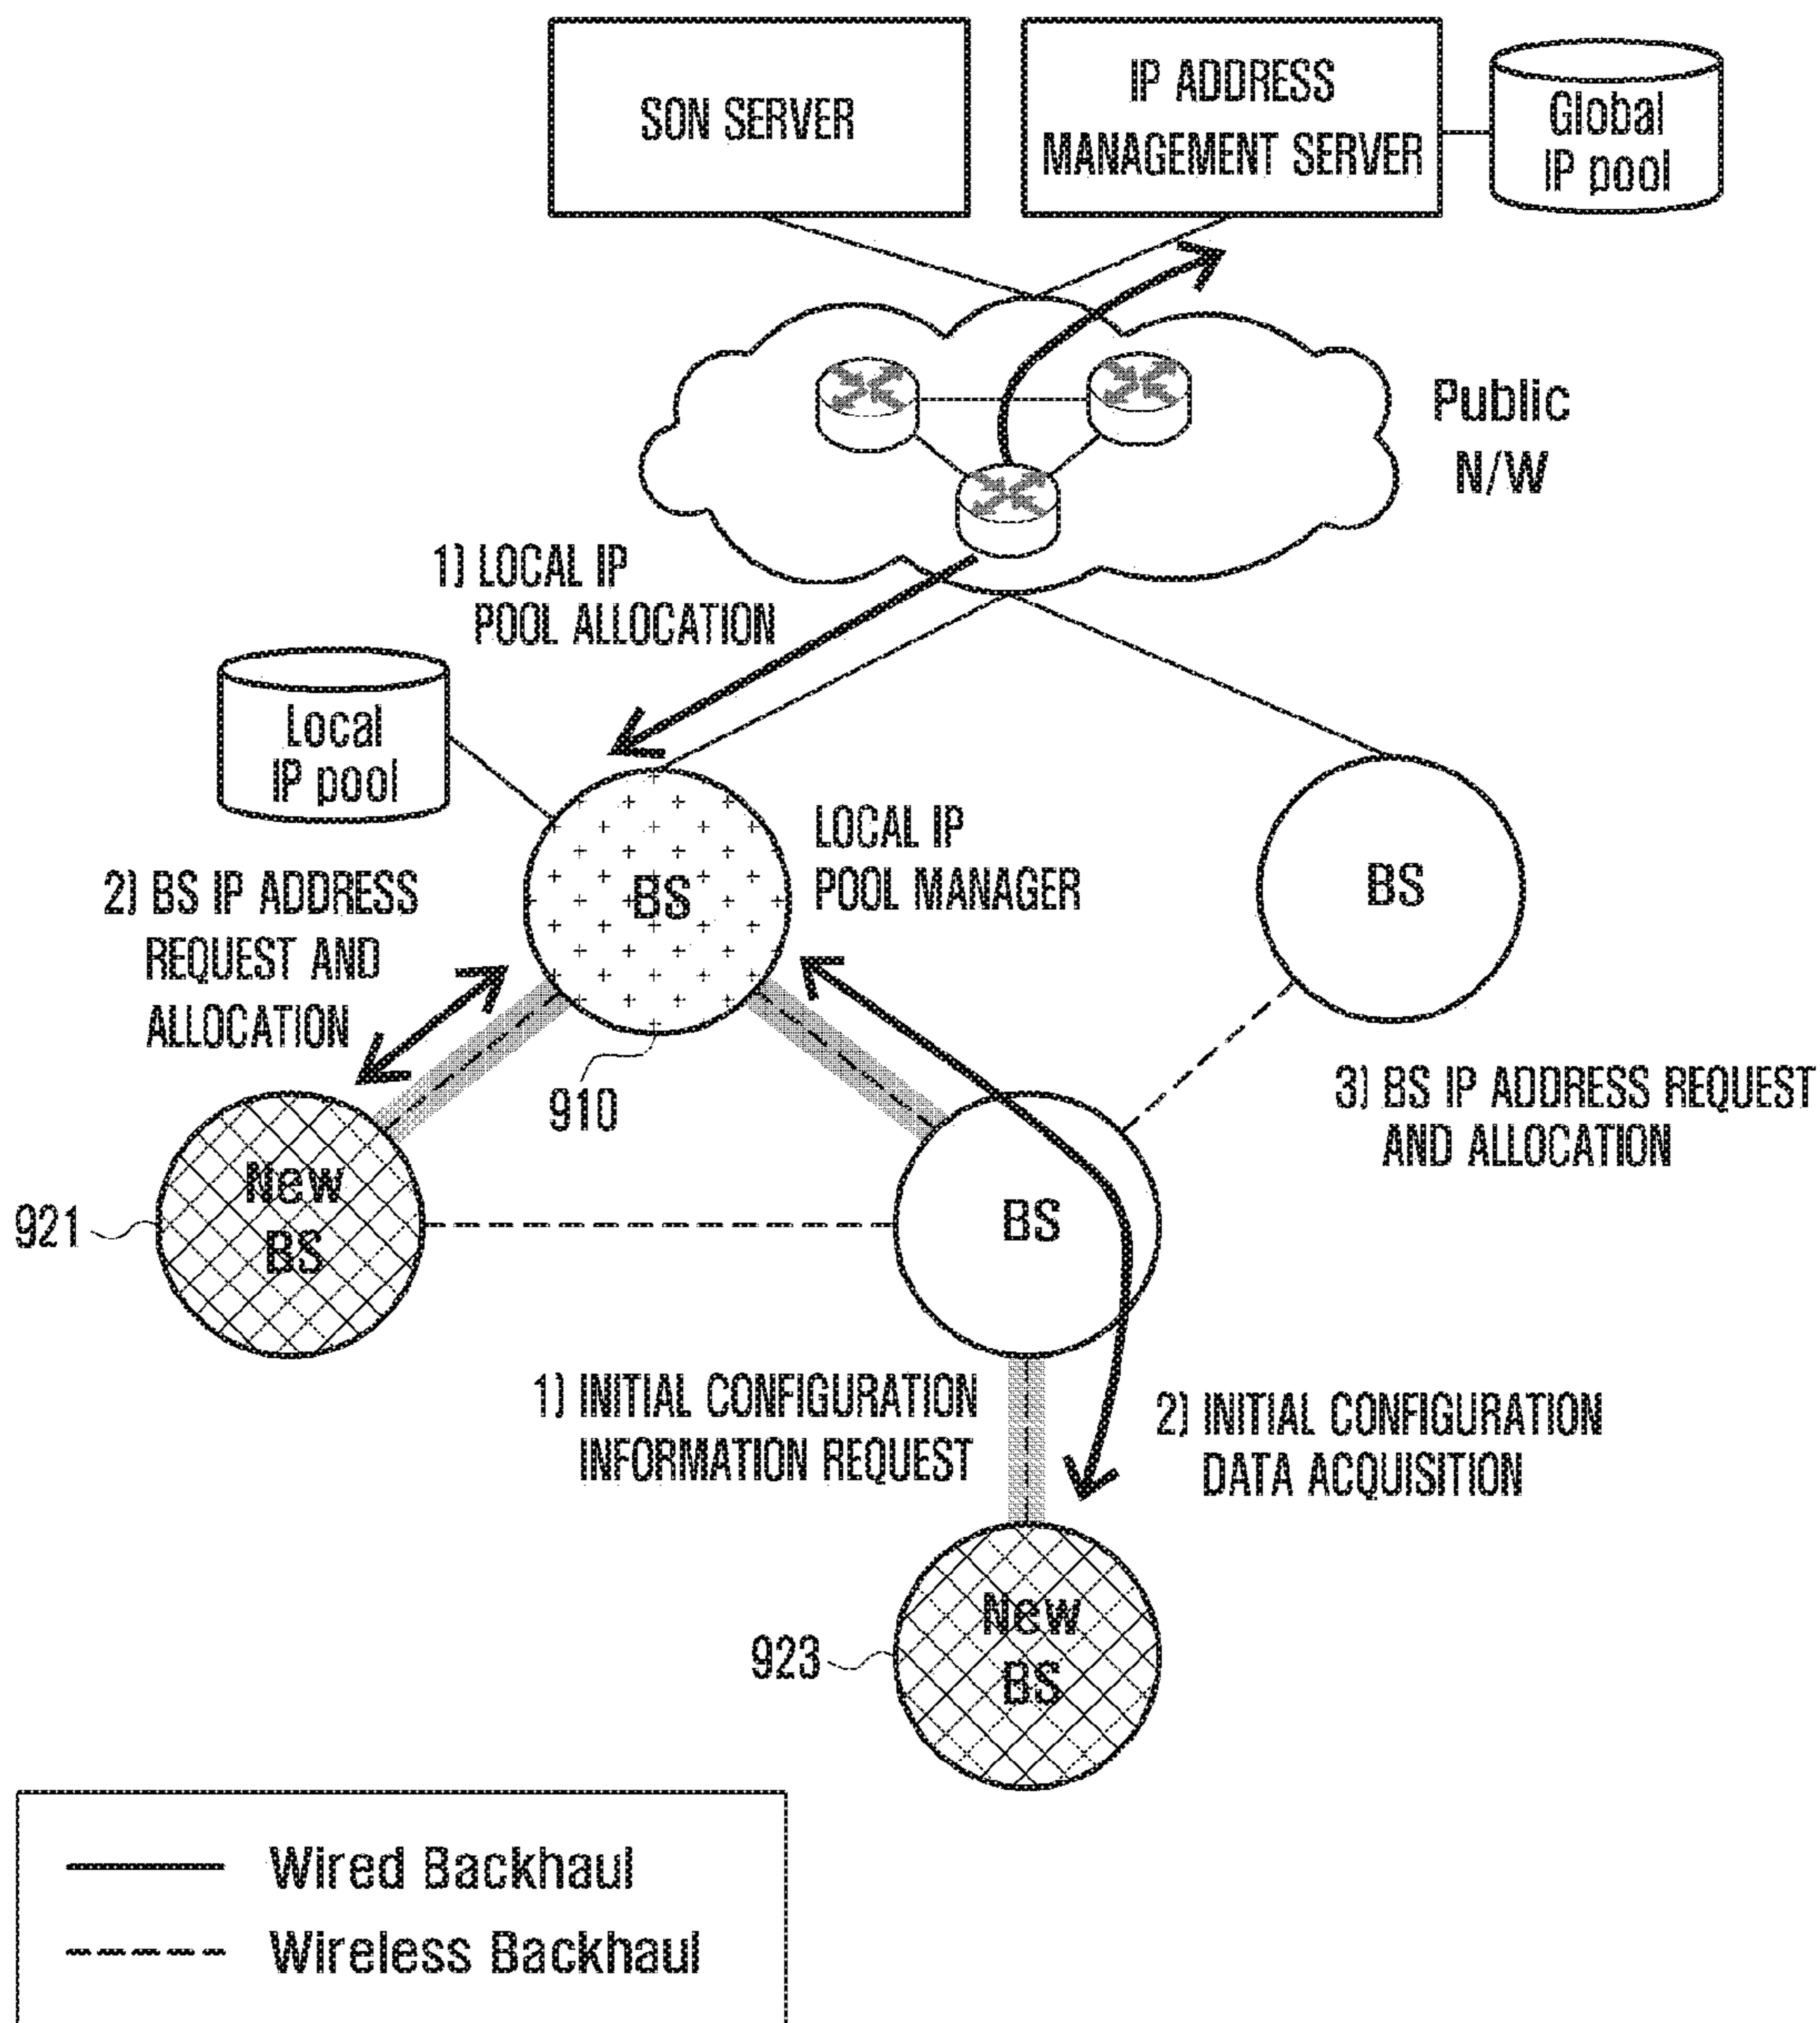 SON SERVER
IP ADDRESS
MANAGEMENT SERVER
Global
IP pool
Public
N/W
1) LOCAL IP
POOL ALLOCATION
Local
IP pool
BS
LOCAL IP
POOL MANAGER
BS
2) BS IP ADDRESS
REQUEST AND
ALLOCATION
910
3) BS IP ADDRESS REQUEST
AND ALLOCATION
921
New
BS
BS
1) INITIAL CONFIGURATION
INFORMATION REQUEST
2) INITIAL CONFIGURATION
DATA ACQUISITION
923
New
BS
Wired Backhaul
Wireless Backhaul